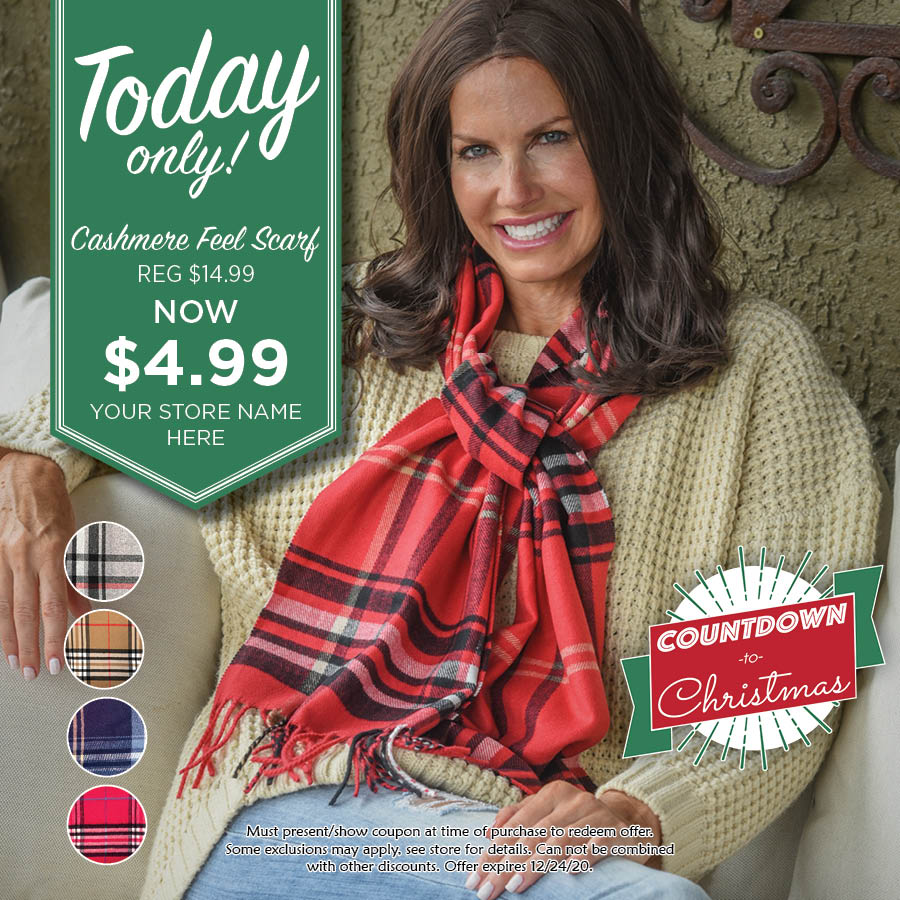 Today
only!
Cashmere Feel Scarf
REG $14.99
NOW
$4.99
YOUR STORE NAME
HERE
COUNTDOWN
-to-
Christmas
Must present/show coupon at time of purchase to redeem offer.
Some exclusions may apply, see store for details. Can not be combined
with other discounts. Offer expires 12/24/20.